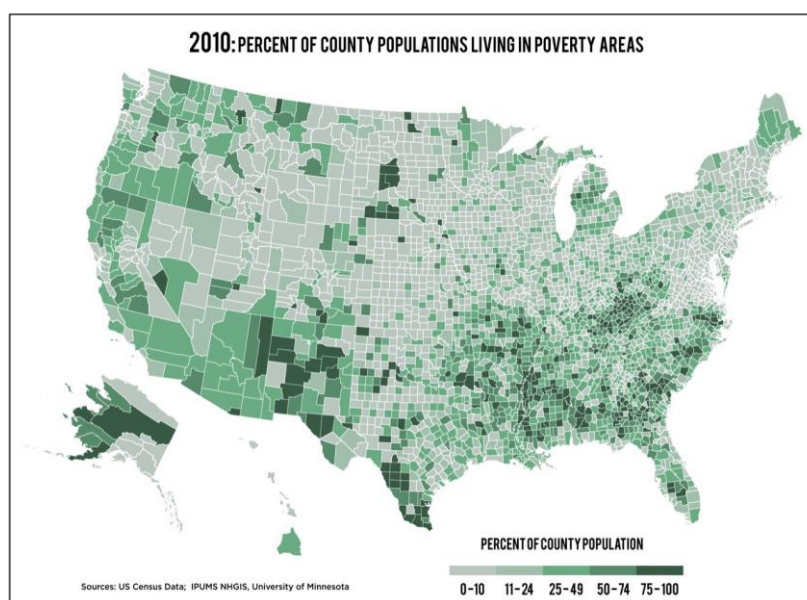 2010: PERCENT OF COUNTY POPULATIONS LIVING IN POVERTY AREAS
PERCENT OF COUNTY POPULATION
0-10 11-24 25-49 50-74 75-100
Sources: US Census Data; IPUMS NHGIS, University of Minnesota